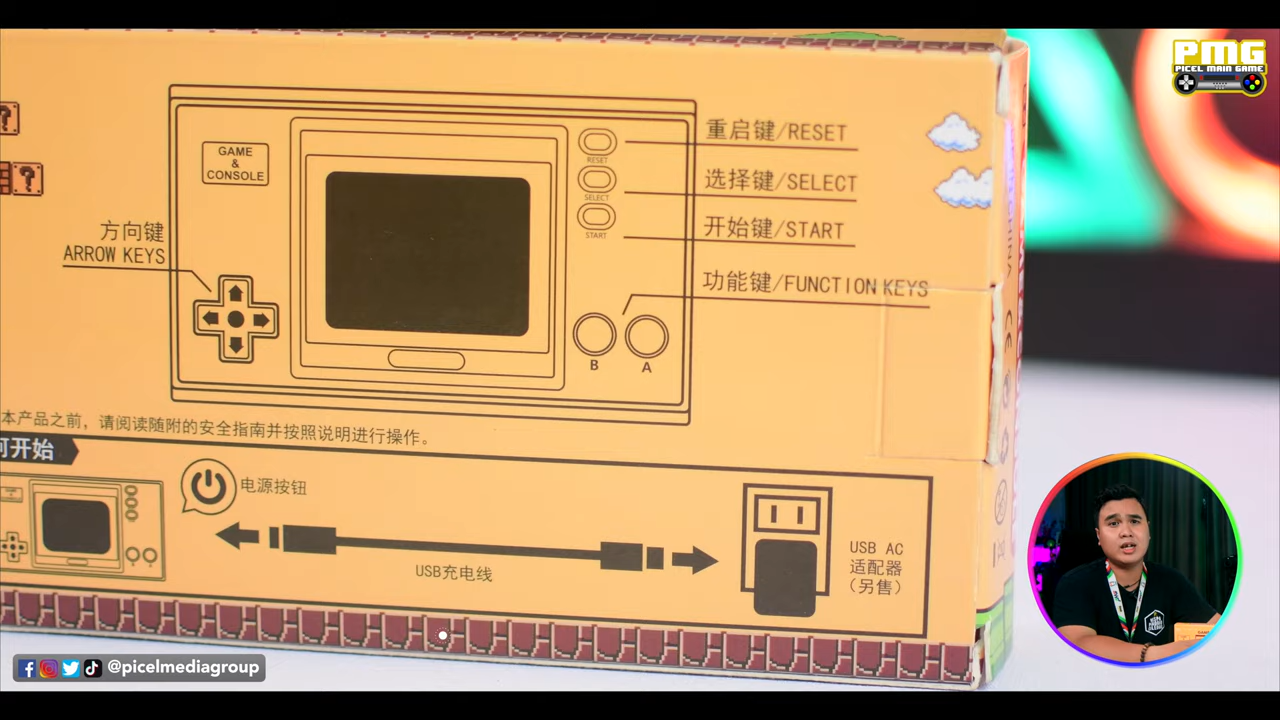 PMG
PICEL MAIN GAME
重启键/RESET
GAME
&
CONSOLE
RESET
选择键/SELECT
SELECT
开始键/START
START
方向键
ARROW KEYS
功能键/FUNCTION KEYS
B
A
本产品之前，请阅读随附的安全指南并按照说明进行操作。
何开始
电源按钮
USB充电线
USB AC
适配器
（另售）
@picelmediagroup